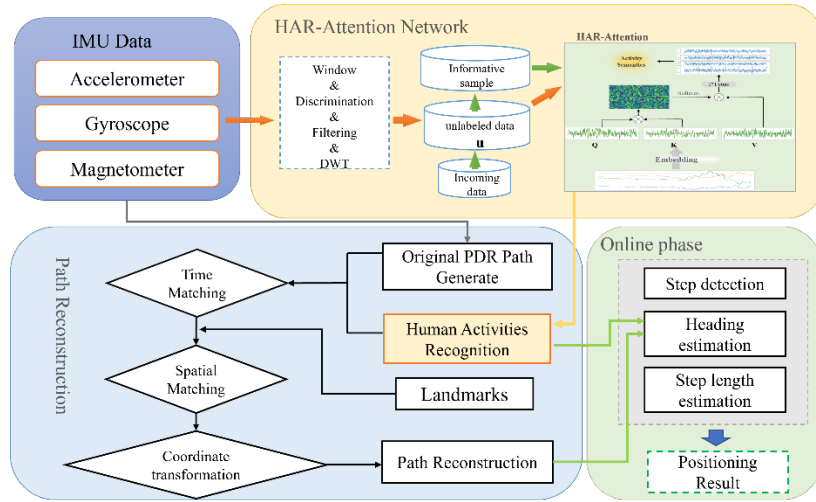 IMU Data
Accelerometer
Gyroscope
Magnetometer
HAR-Attention Network
Window
&
Discrimination
&
Filtering
&
DWT
Informative
sample
unlabeled data
u
Incoming
data
HAR-Attention
Activity
Semantics
Softmax
Q
K
V
Embedding
Path Reconstruction
Time
Matching
Spatial
Matching
Coordinate
transformation
Original PDR Path
Generate
Human Activities
Recognition
Landmarks
Path Reconstruction
Online phase
Step detection
Heading
estimation
Step length
estimation
Positioning
Result